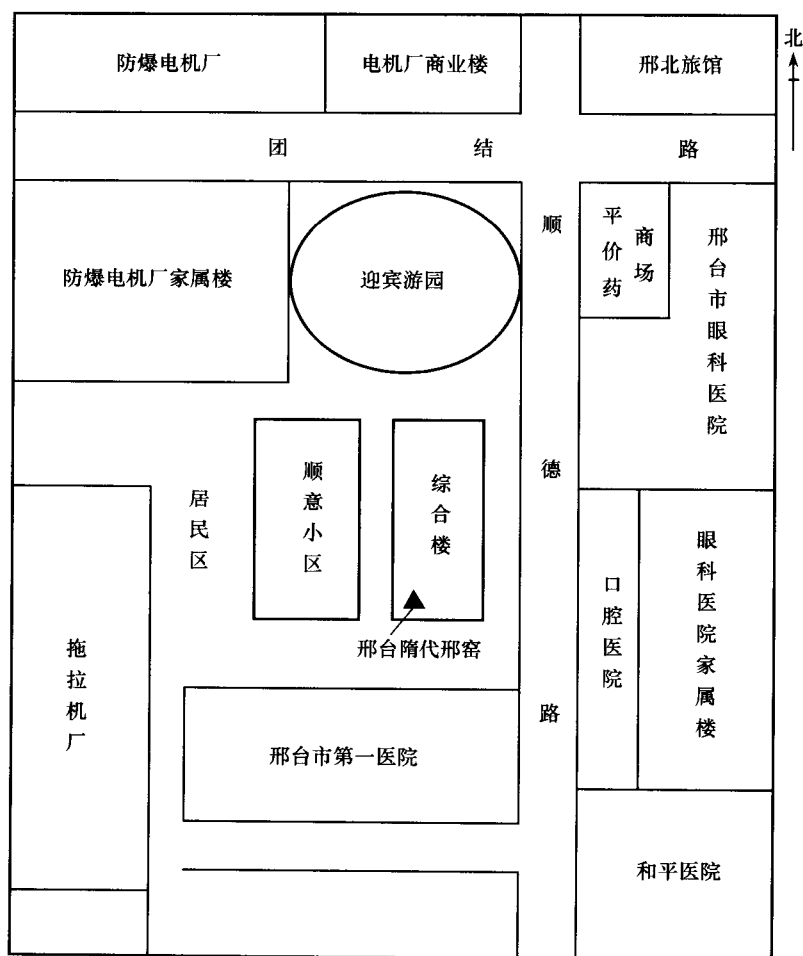 防爆电机厂
电机厂商业楼
邢北旅馆
北
团结路
防爆电机厂家属楼
迎宾游园
顺德路
平价药
商场
邢台市眼科医院
居民区
顺意小区
综合楼
邢台隋代邢窑
口腔医院
眼科医院家属楼
拖拉机厂
邢台市第一医院
和平医院